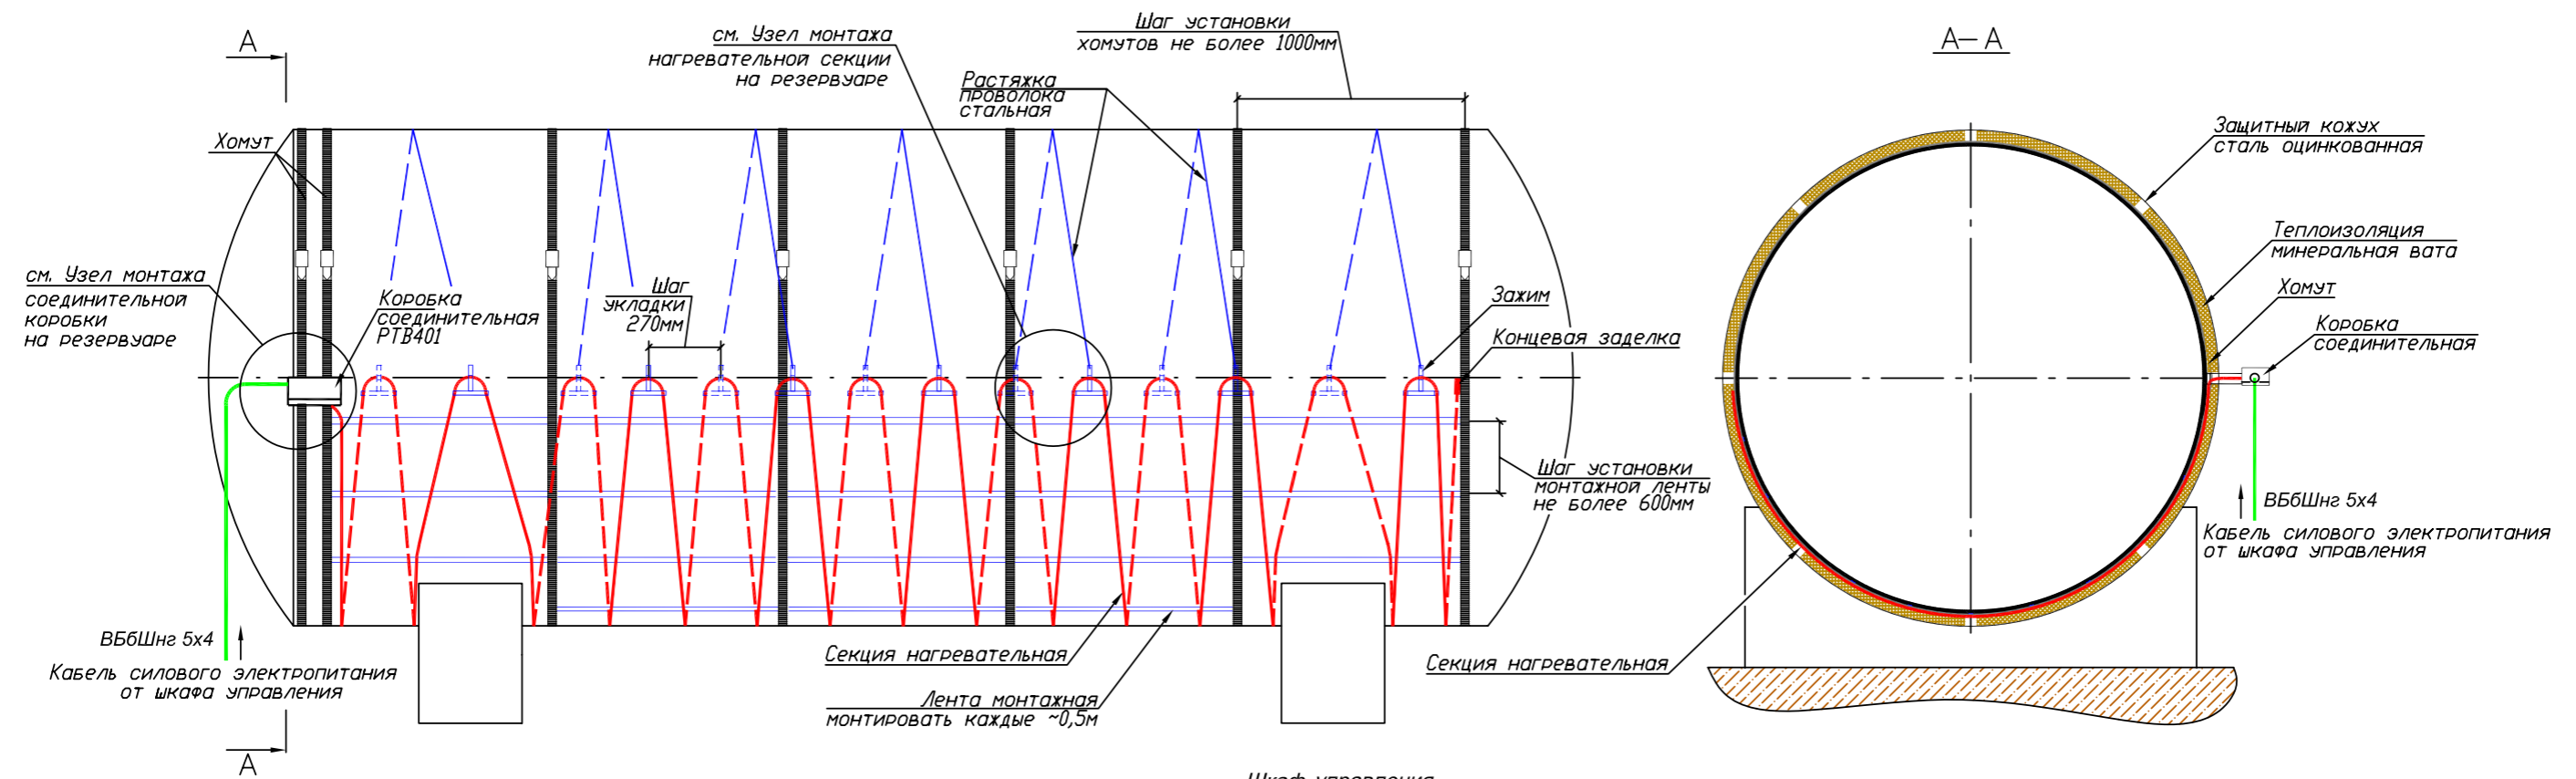 А
см. Узел монтажа
нагревательной секции
на резервуаре
Шаг установки
хомутов не более 1000мм
Растяжка
проволока
стальная
Хомут
см. Узел монтажа
соединительной
коробки
на резервуаре
Коробка
соединительная
РТВ401
Шаг
укладки
270мм
Зажим
Концевая заделка
Шаг установки
монтажной ленты
не более 600мм
ВБбШнг 5х4
Кабель силового электропитания
от шкафа управления
Секция нагревательная
Лента монтажная
монтировать каждые ~0,5м
А
А-А
Защитный кожух
сталь оцинкованная
Теплоизоляция
минеральная вата
Хомут
Коробка
соединительная
ВБбШнг 5х4
Кабель силового электропитания
от шкафа управления
Секция нагревательная
Шкаф управления